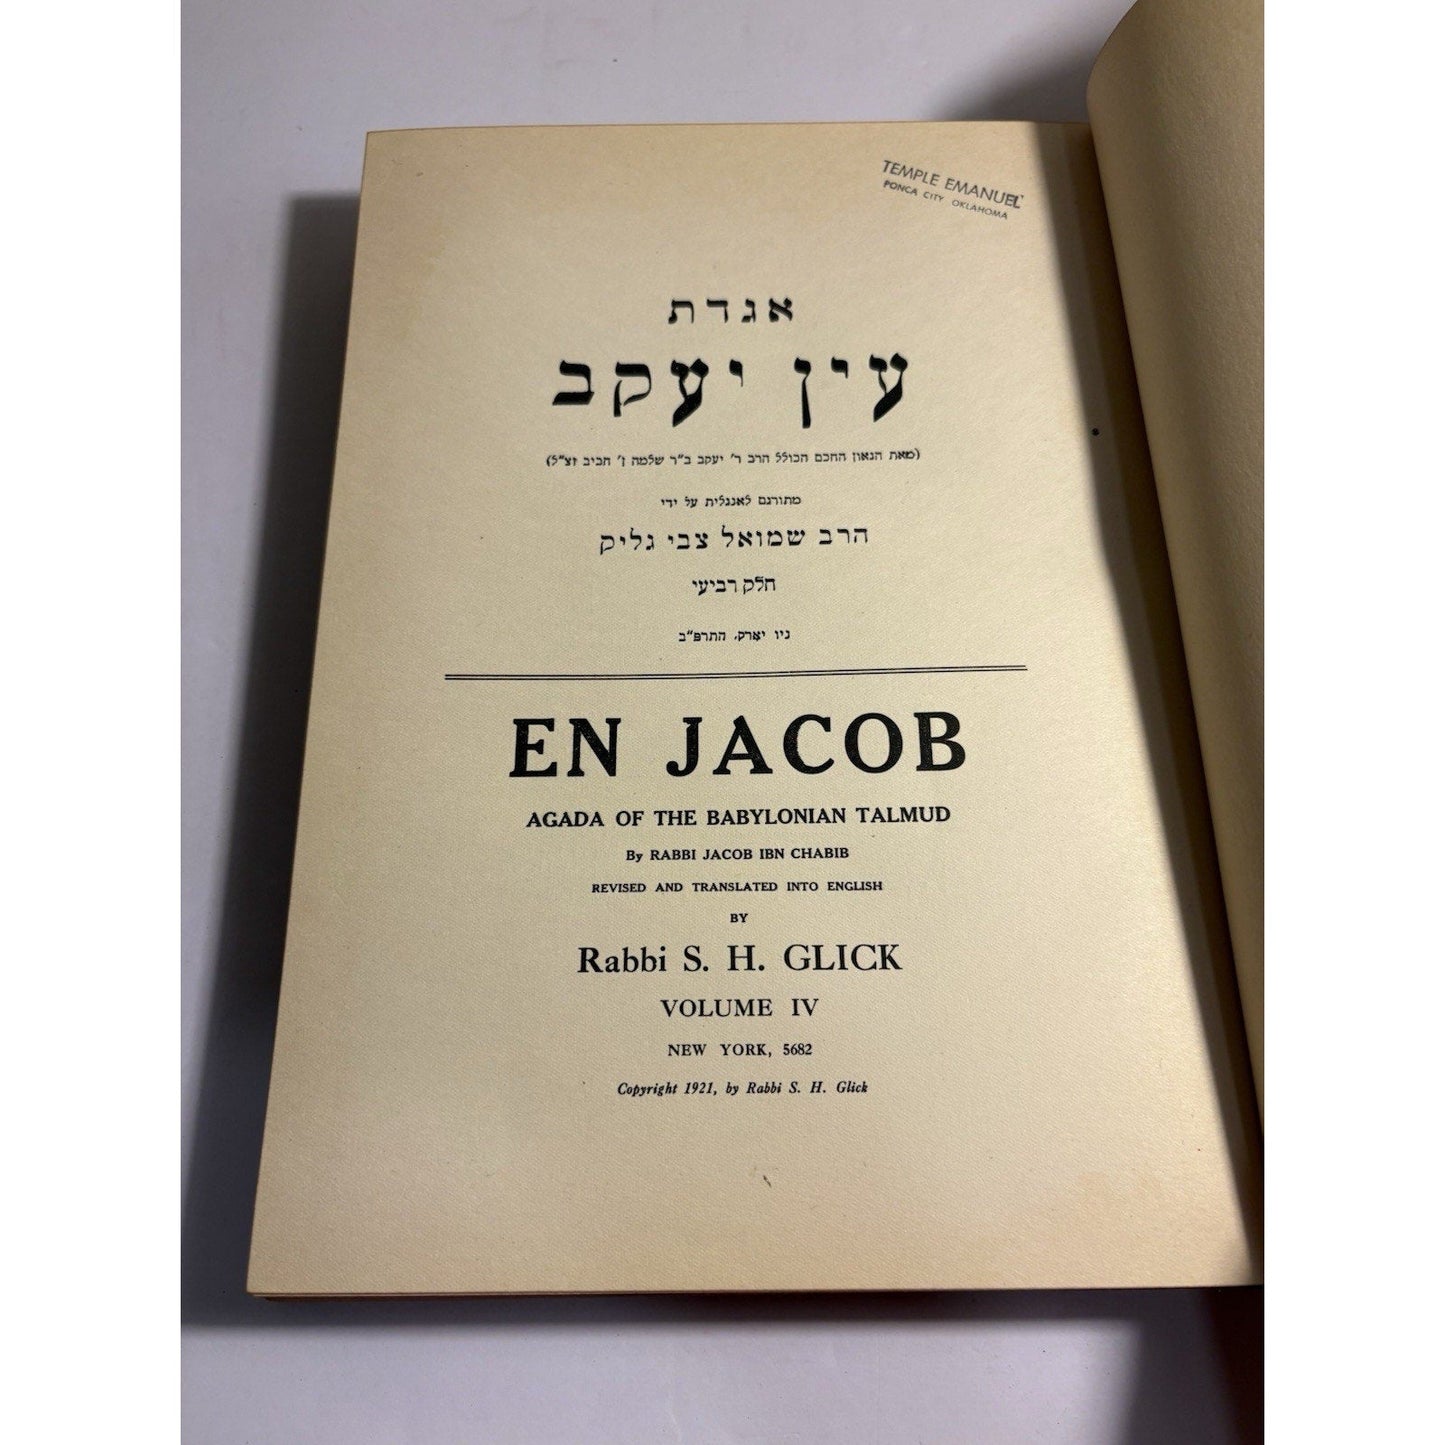 TEMPLE EMANUEL
PONCA CITY OKLAHOMA
אגדת
עין יעקב
(מאת הגאון החכם הכולל הרב ר' יעקב ב"ר שלמה ן' חביב זצ"ל)
מתורגם לאנגלית על ידי
הרב שמואל צבי גליק
חלק רביעי
ניו יארק, התרפ"ב
EN JACOB
AGADA OF THE BABYLONIAN TALMUD
By RABBI JACOB IBN CHABIB
REVISED AND TRANSLATED INTO ENGLISH
BY
Rabbi S. H. GLICK
VOLUME IV
NEW YORK, 5682
Copyright 1921, by Rabbi S. H. Glick